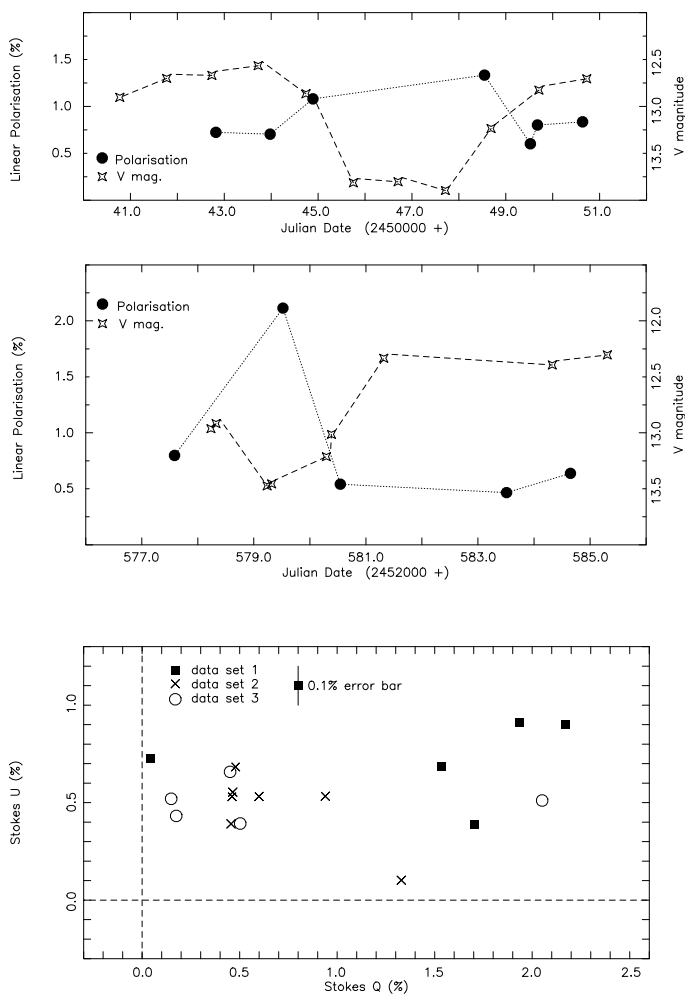 Linear Polarisation (%)
1.5
1.0
0.5
12.5
13.0
13.5
V magnitude
Polarisation
V mag.
41.0 43.0 45.0 47.0 49.0 51.0
Julian Date (2450000 +)
Linear Polarisation (%)
2.0
1.5
1.0
0.5
12.0
12.5
13.0
13.5
V magnitude
Polarisation
V mag.
577.0 579.0 581.0 583.0 585.0
Julian Date (2452000 +)
Stokes U (%)
1.0
0.5
0.0
data set 1
data set 2
data set 3
0.1% error bar
0.0 0.5 1.0 1.5 2.0 2.5
Stokes Q (%)